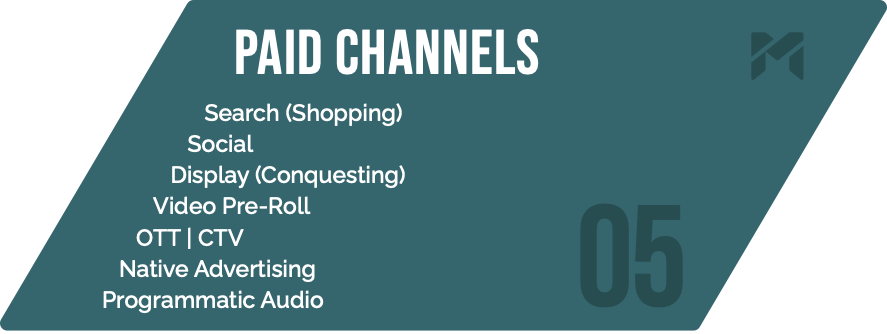 PAID CHANNELS
Search (Shopping)
Social
Display (Conquesting)
Video Pre-Roll
OTT | CTV
Native Advertising
Programmatic Audio
05